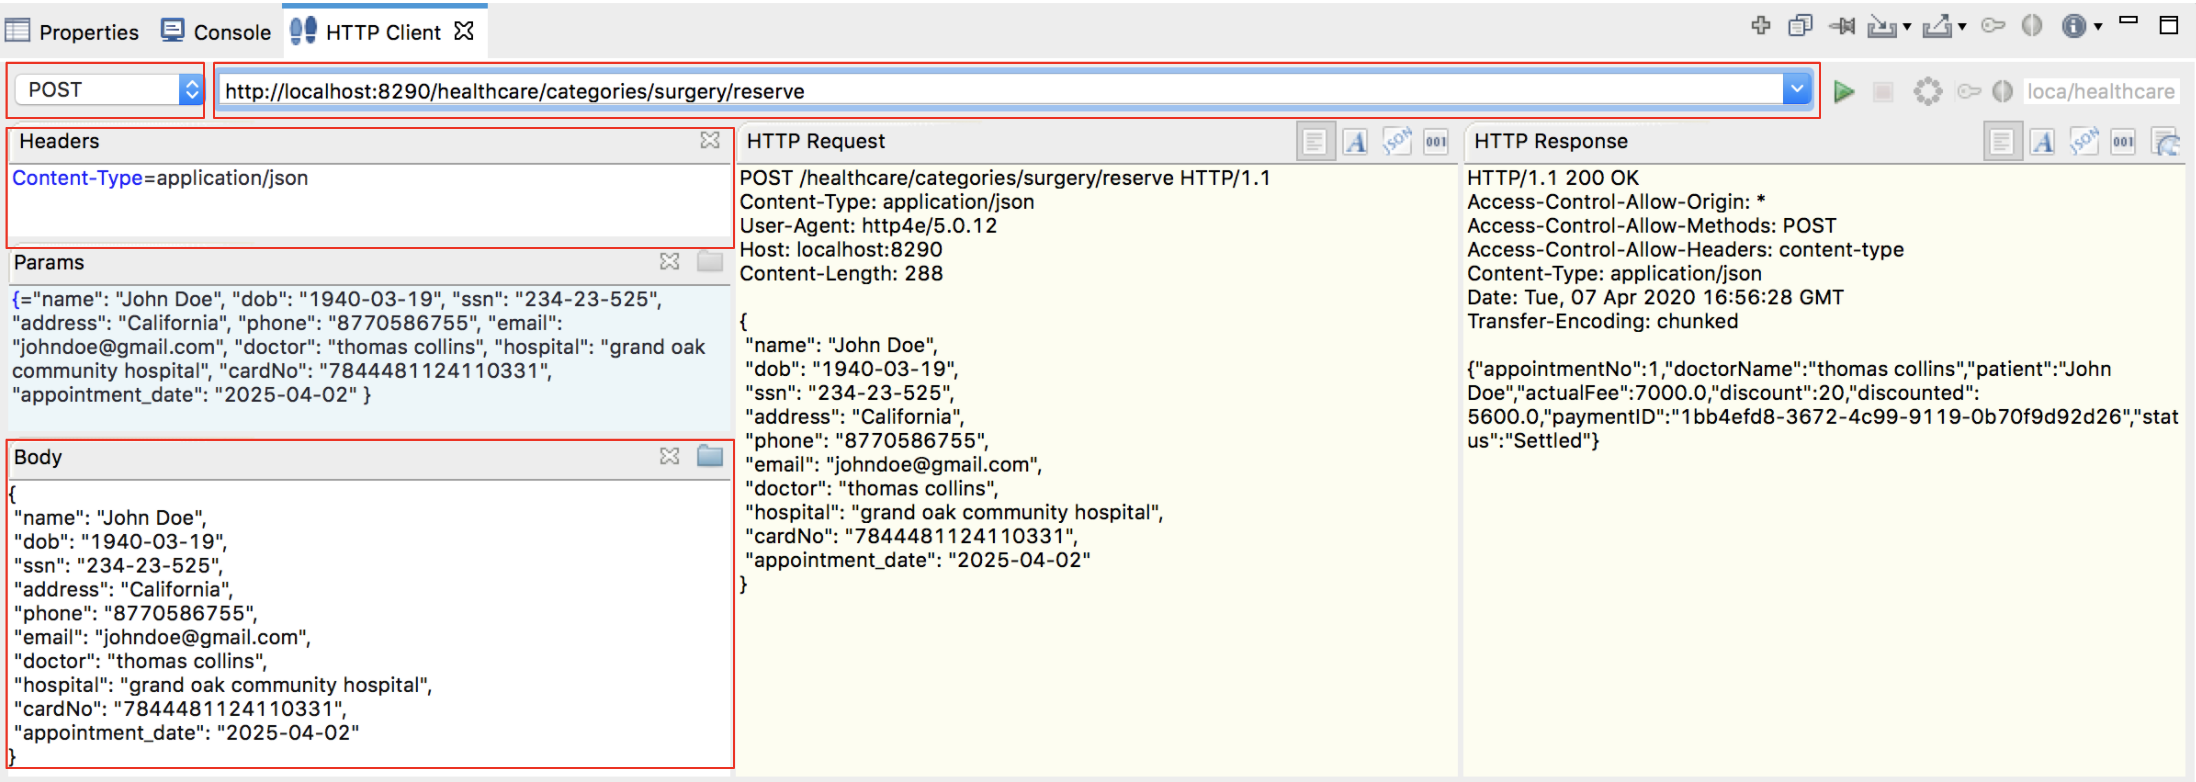 Properties Console HTTP Client
POST
http://localhost:8290/healthcare/categories/surgery/reserve
loca/healthcare
Headers
Content-Type=application/json
Params
{="name": "John Doe", "dob": "1940-03-19", "ssn": "234-23-525",
"address": "California", "phone": "8770586755", "email":
"johndoe@gmail.com", "doctor": "thomas collins", "hospital": "grand oak
community hospital", "cardNo": "7844481124110331",
"appointment_date": "2025-04-02" }
Body
{
"name": "John Doe",
"dob": "1940-03-19",
"ssn": "234-23-525",
"address": "California",
"phone": "8770586755",
"email": "johndoe@gmail.com",
"doctor": "thomas collins",
"hospital": "grand oak community hospital",
"cardNo": "7844481124110331",
"appointment_date": "2025-04-02"
}
HTTP Request
A JSON 001
POST /healthcare/categories/surgery/reserve HTTP/1.1
Content-Type: application/json
User-Agent: http4e/5.0.12
Host: localhost:8290
Content-Length: 288
{
"name": "John Doe",
"dob": "1940-03-19",
"ssn": "234-23-525",
"address": "California",
"phone": "8770586755",
"email": "johndoe@gmail.com",
"doctor": "thomas collins",
"hospital": "grand oak community hospital",
"cardNo": "7844481124110331",
"appointment_date": "2025-04-02"
}
HTTP Response
A JSON 001
HTTP/1.1 200 OK
Access-Control-Allow-Origin: *
Access-Control-Allow-Methods: POST
Access-Control-Allow-Headers: content-type
Content-Type: application/json
Date: Tue, 07 Apr 2020 16:56:28 GMT
Transfer-Encoding: chunked
{"appointmentNo":1,"doctorName":"thomas collins","patient":"John
Doe","actualFee":7000.0,"discount":20,"discounted":
5600.0,"paymentID":"1bb4efd8-3672-4c99-9119-0b70f9d92d26","stat
us":"Settled"}